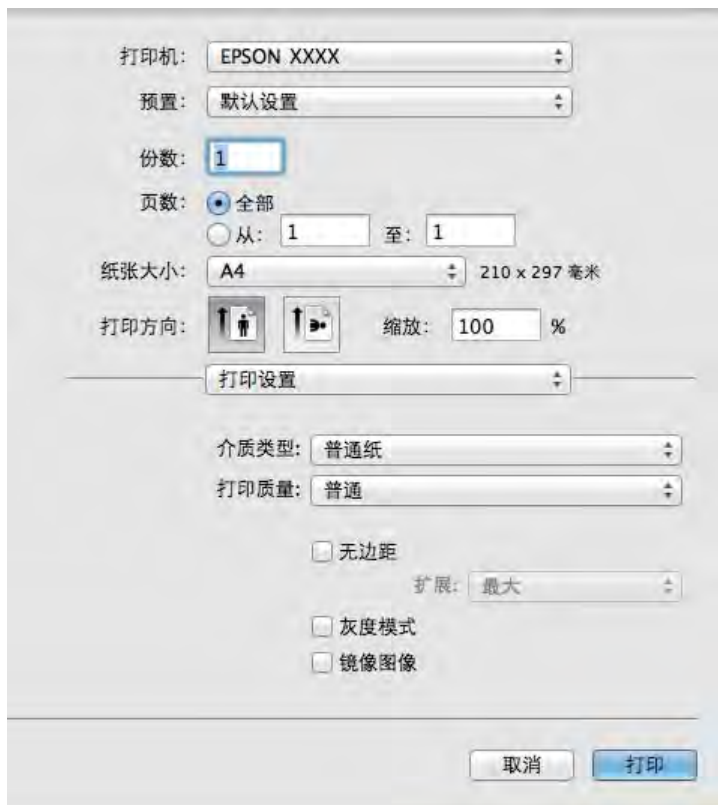 打印机: EPSON XXXX
预置: 默认设置
份数: 1
页数: 全部
从: 1 至: 1
纸张大小: A4 210 x 297 毫米
打印方向: 缩放: 100 %
打印设置
介质类型: 普通纸
打印质量: 普通
无边距
扩展: 最大
灰度模式
镜像图像
取消 打印